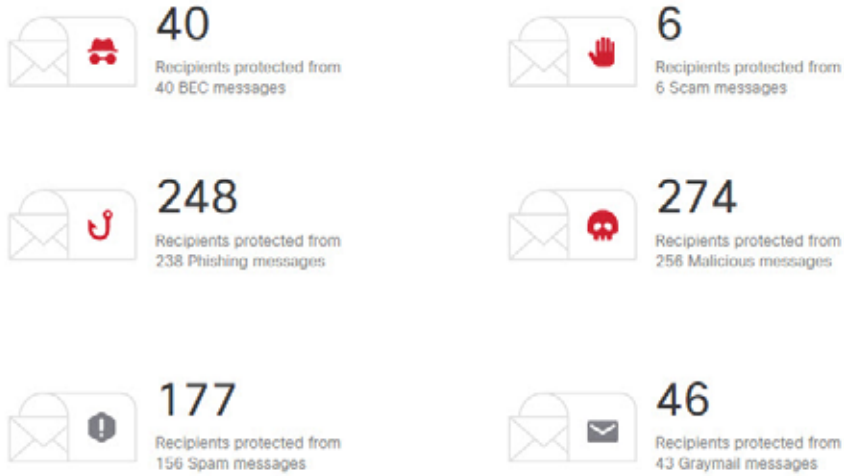 40
Recipients protected from
40 BEC messages
6
Recipients protected from
6 Scam messages
248
Recipients protected from
238 Phishing messages
274
Recipients protected from
256 Malicious messages
177
Recipients protected from
156 Spam messages
46
Recipients protected from
43 Graymail messages